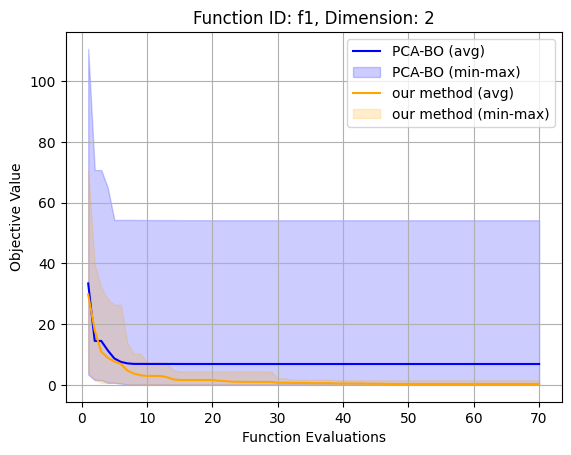 Function ID: f1, Dimension: 2
PCA-BO (avg)
PCA-BO (min-max)
our method (avg)
our method (min-max)
Objective Value
100
80
60
40
20
0
0 10 20 30 40 50 60 70
Function Evaluations